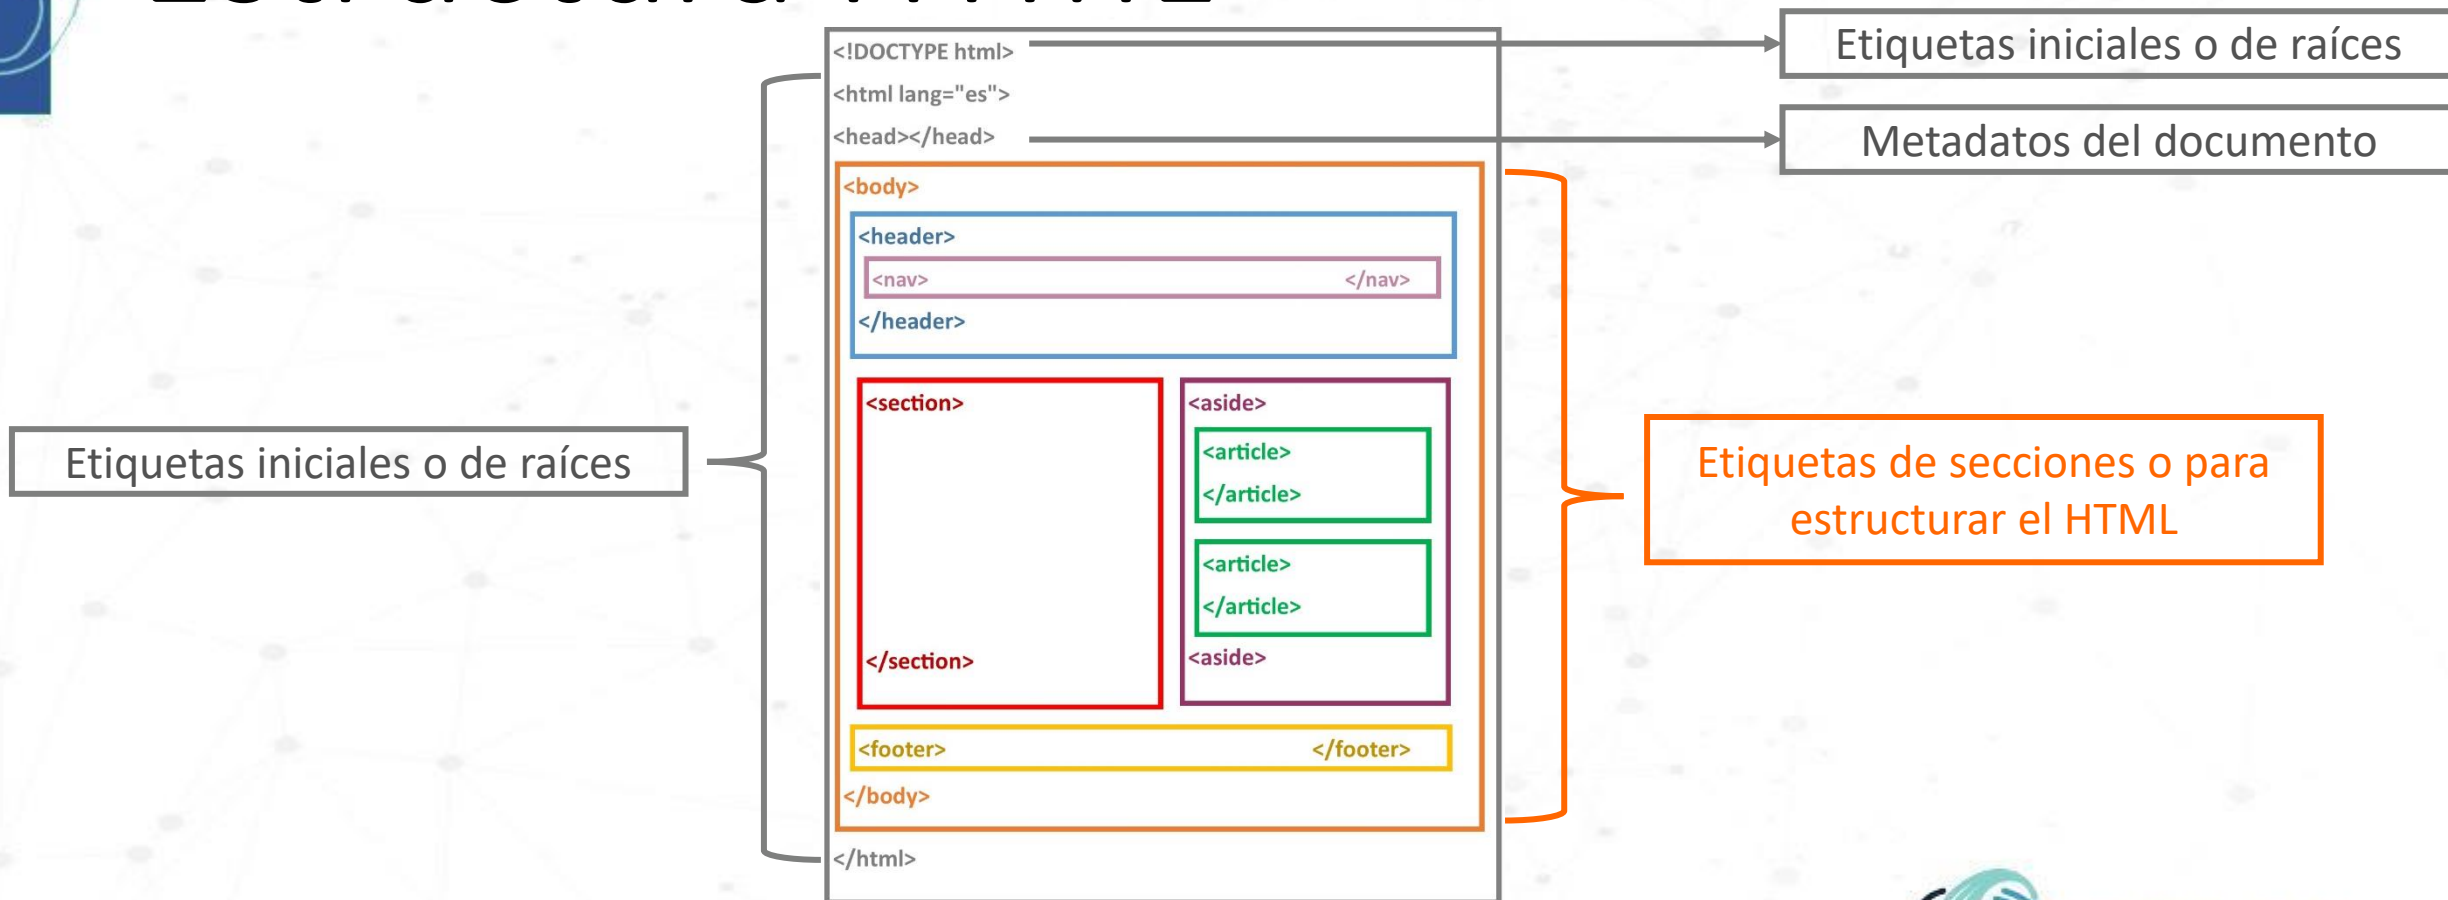 <!DOCTYPE html>
Etiquetas iniciales o de raíces
<html lang="es">
<head></head>
Metadatos del documento
<body>
<header>
<nav> </nav>
</header>
<section>
</section>
<aside>
<article>
</article>
<article>
</article>
<aside>
<footer> </footer>
</body>
</html>
Etiquetas iniciales o de raíces
Etiquetas de secciones o para
estructurar el HTML